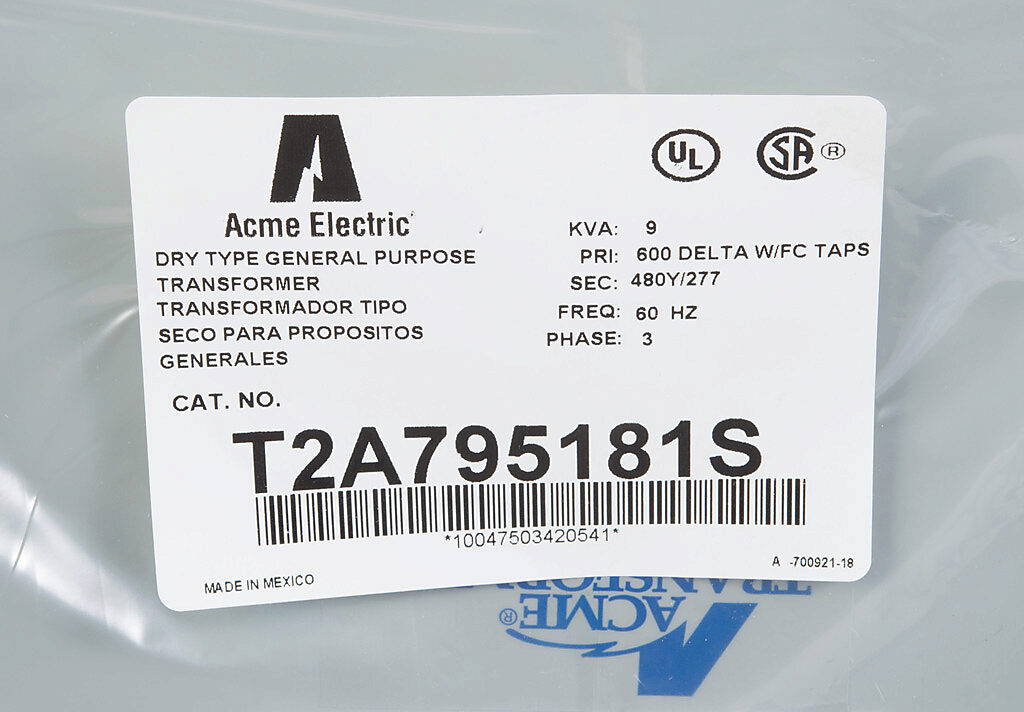 Acme Electric
DRY TYPE GENERAL PURPOSE
TRANSFORMER
TRANSFORMADOR TIPO
SECO PARA PROPOSITOS
GENERALES
UL
SA ®
KVA: 9
PRI: 600 DELTA W/FC TAPS
SEC: 480Y/277
FREQ: 60 HZ
PHASE: 3
CAT. NO.
T2A795181S
*10047503420541*
MADE IN MEXICO
A -700921-18
ACME®